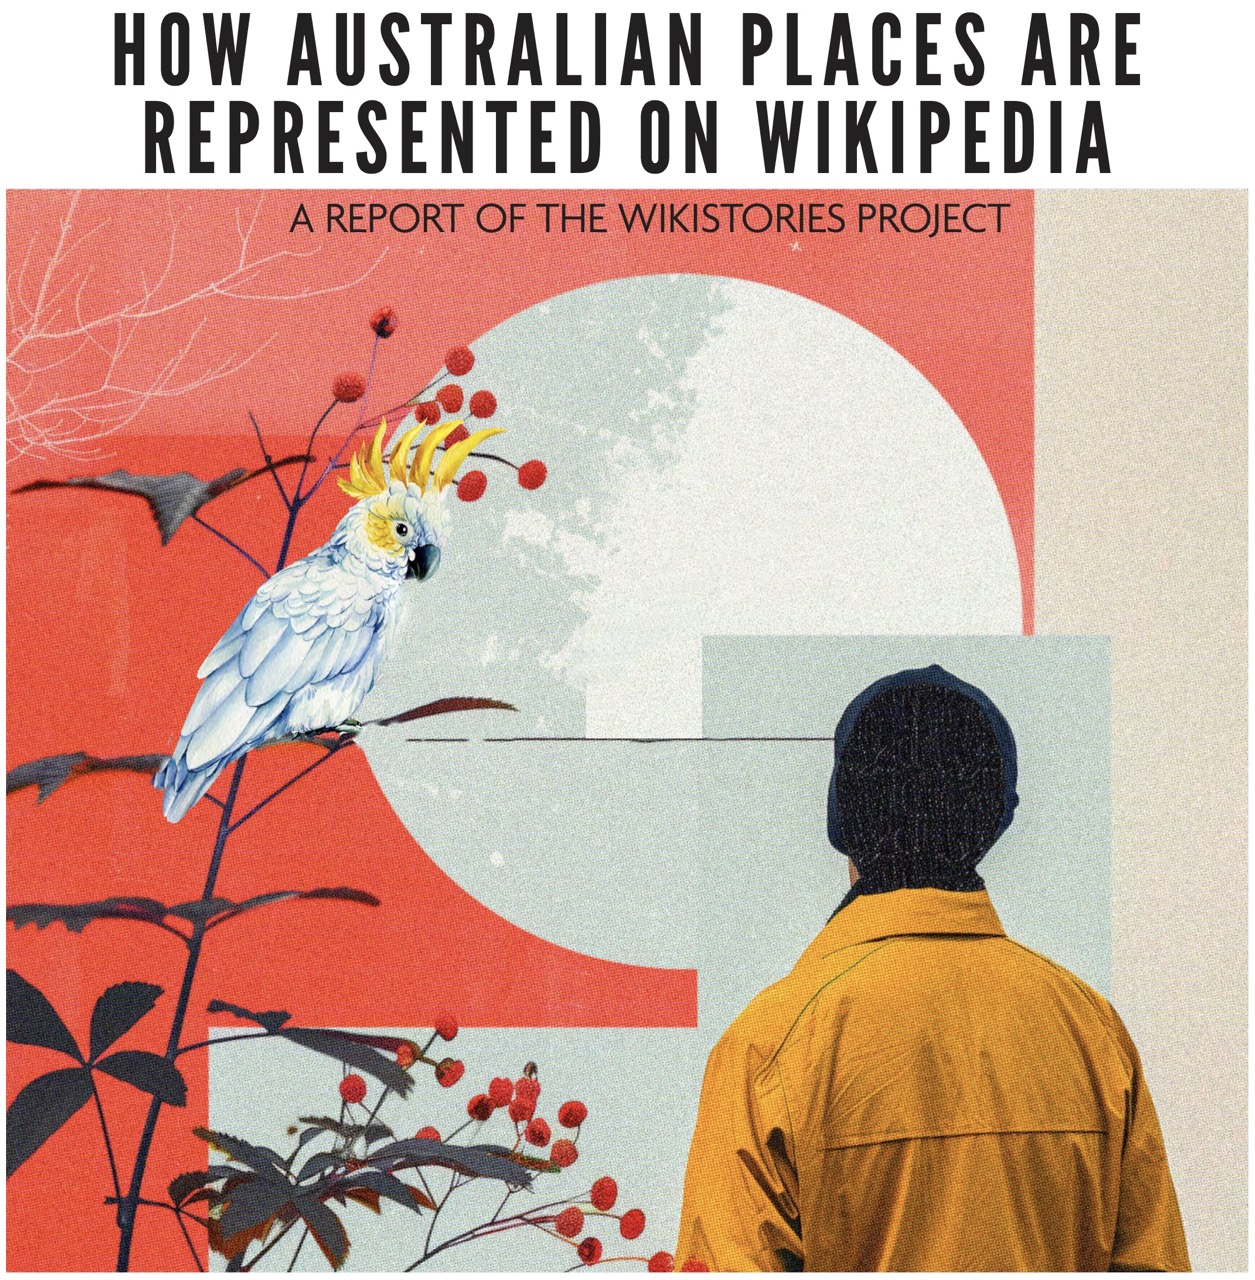 HOW AUSTRALIAN PLACES ARE
REPRESENTED ON WIKIPEDIA
A REPORT OF THE WIKISTORIES PROJECT